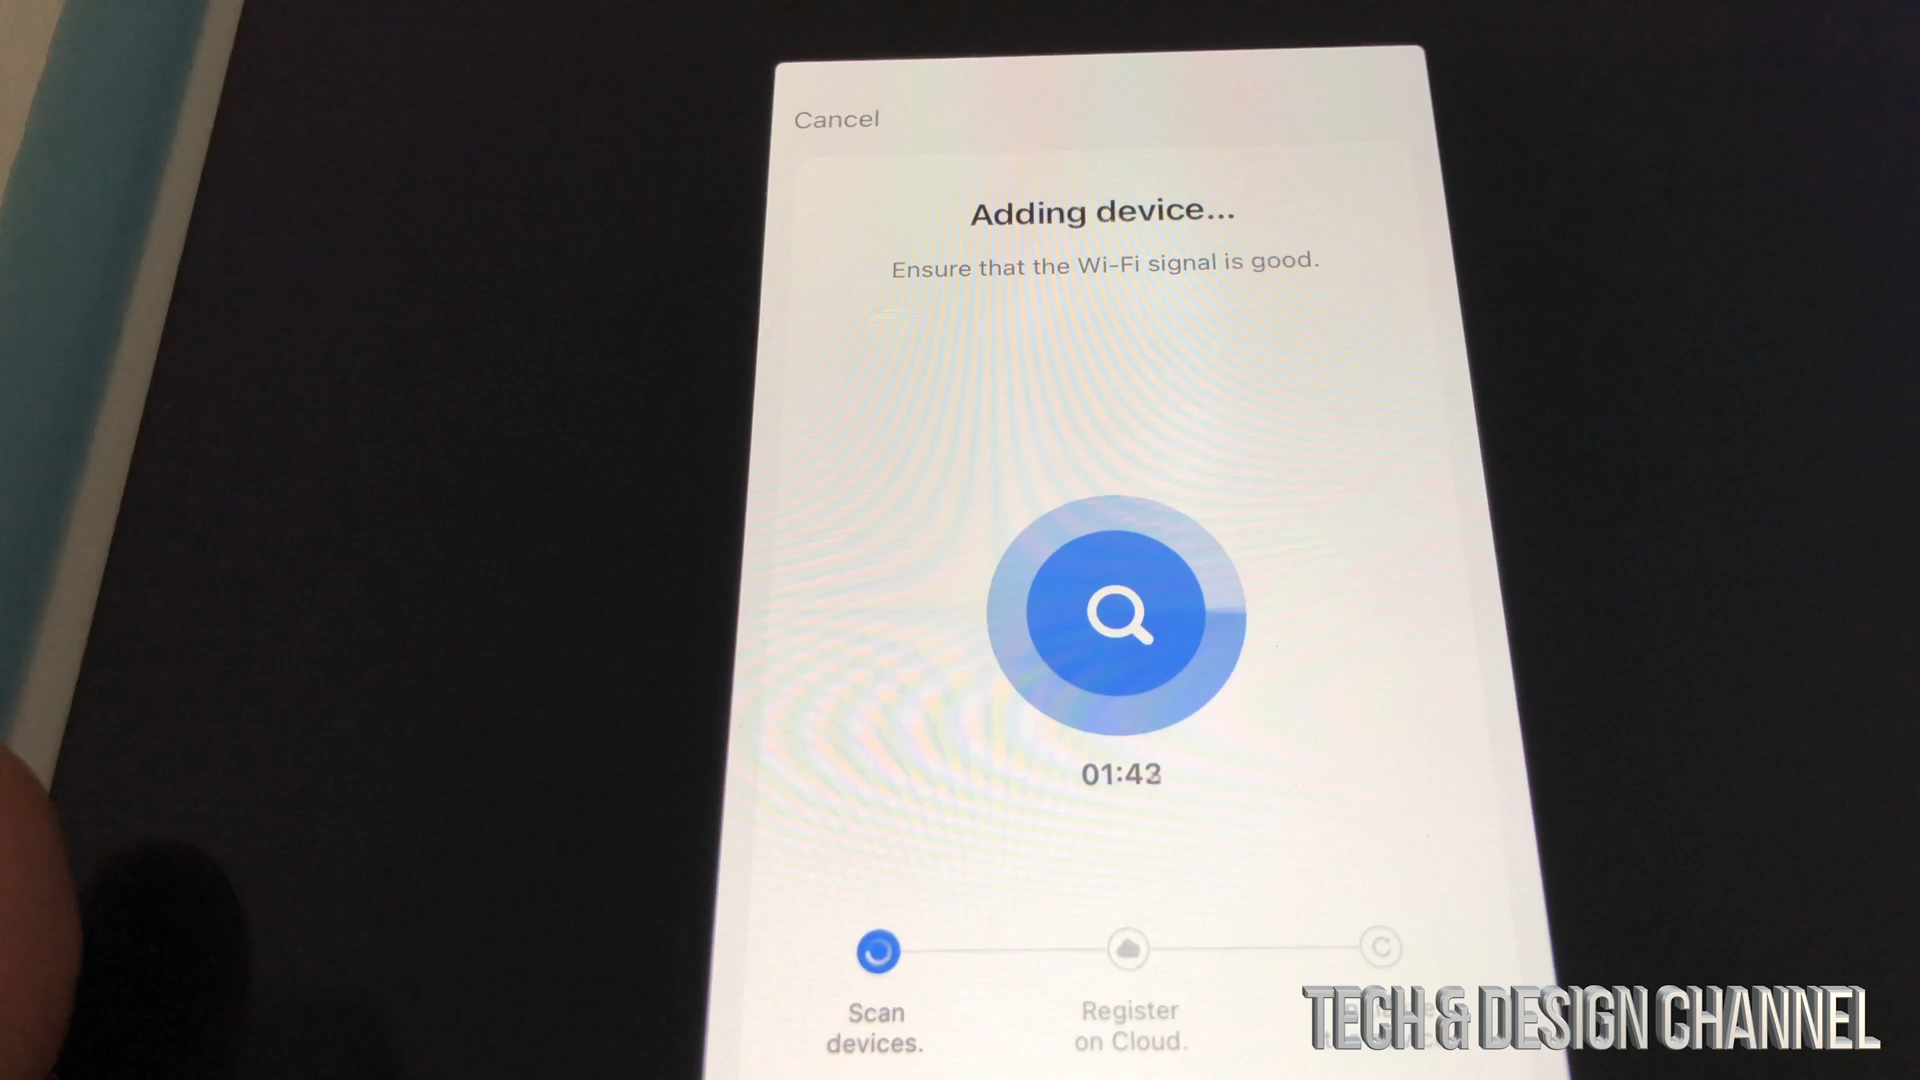 Cancel
Adding device...
Ensure that the Wi-Fi signal is good.
01:43
Scan
devices.
Register
on Cloud.
TECH & DESIGN CHANNEL